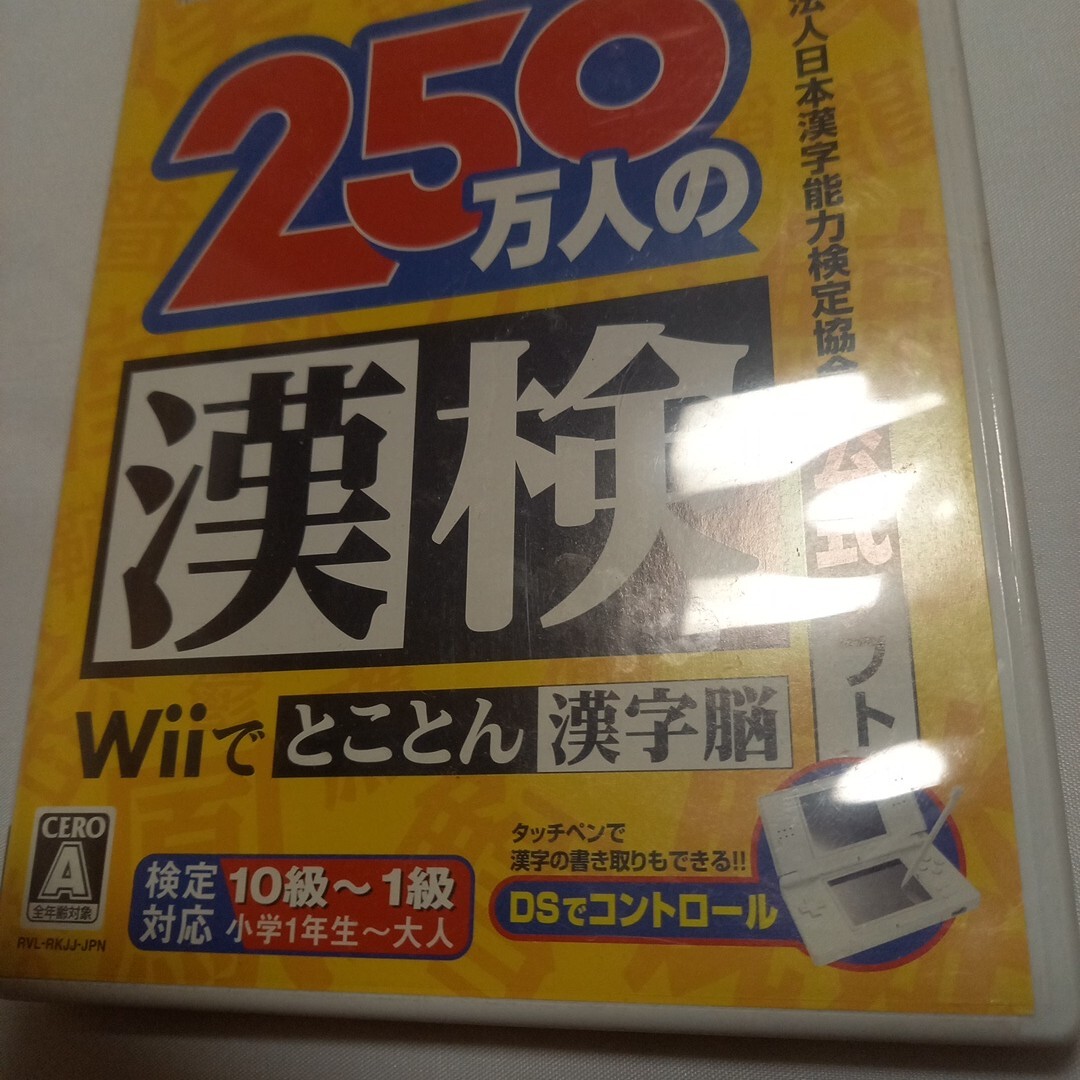 250
万人の
漢検
Wiiで とことん 漢字脳
法人日本漢字能力検定協会
公式
フト
タッチペンで
漢字の書き取りもできる!!
DSでコントロール
検定
対応
10級～1級
小学1年生～大人
CERO
A
全年齢対象
RVL-RKJJ-JPN